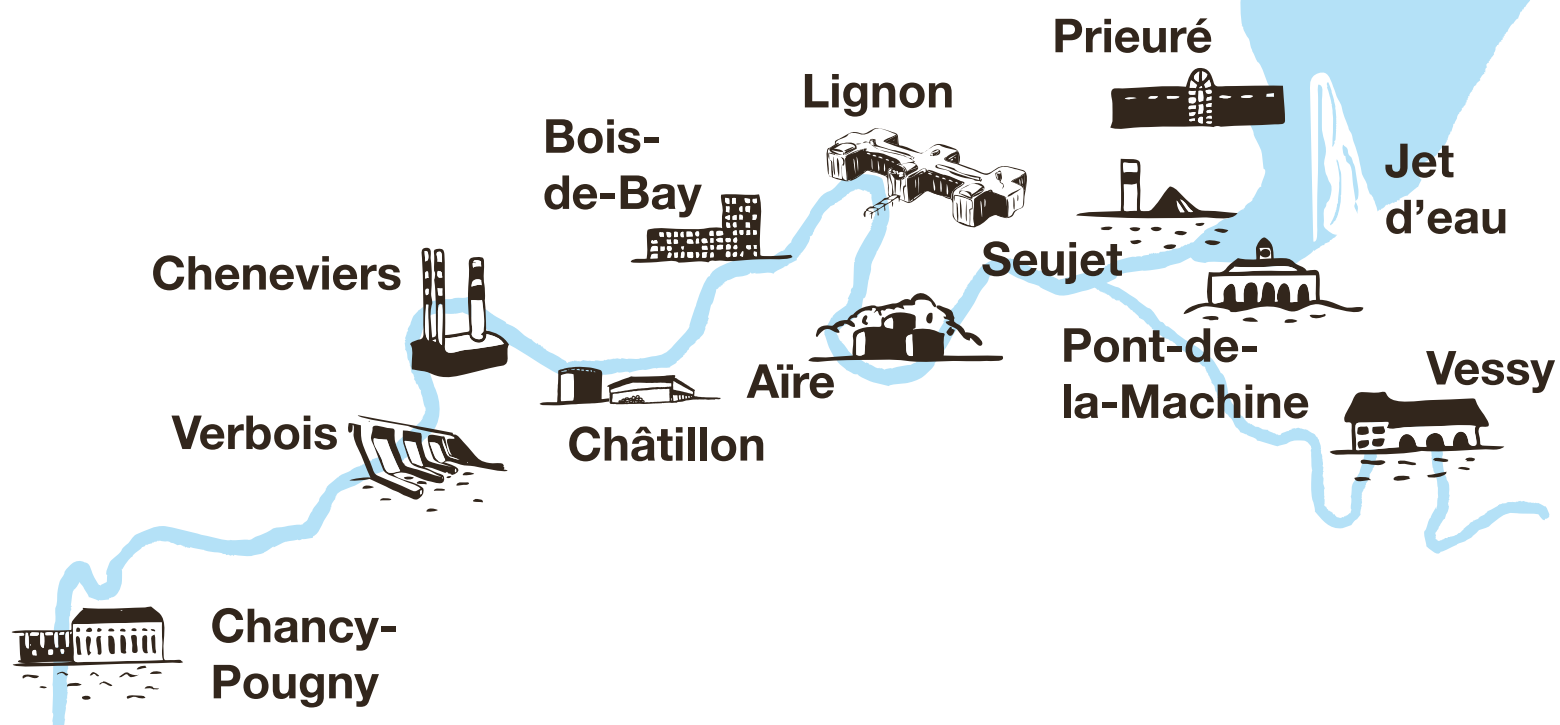 Prieuré
Lignon
Bois-
de-Bay
Jet
d’eau
Cheneviers
Seujet
Pont-de-
la-Machine
Vessy
Aïre
Verbois
Châtillon
Chancy-
Pougny